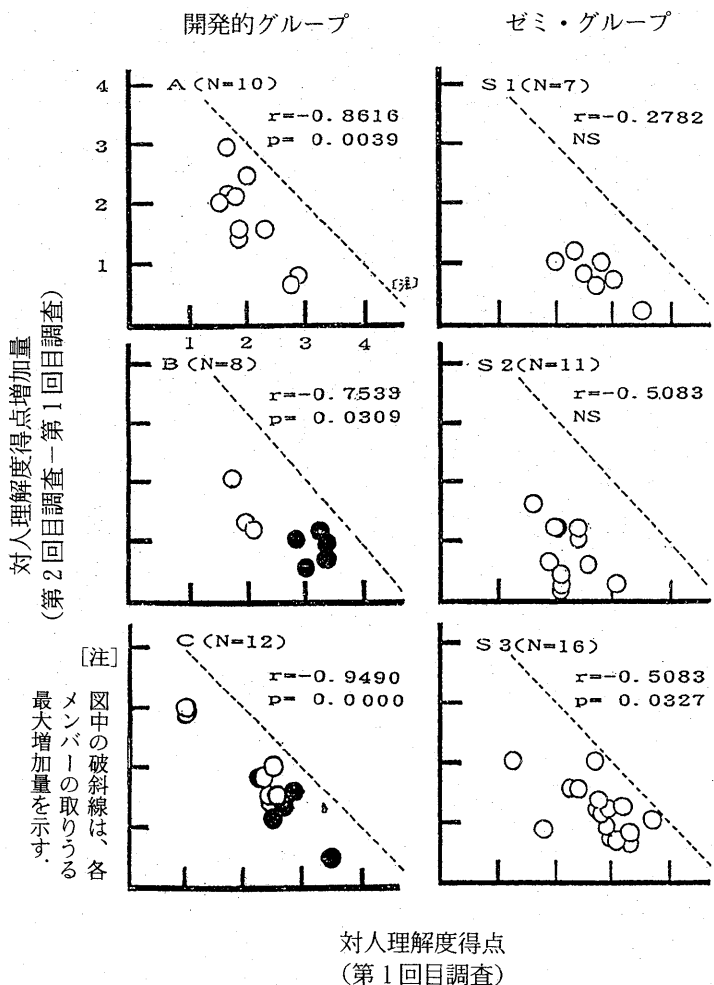 開発的グループ
ゼミ・グループ
A(N=10)
r=-0.8616
p= 0.0039
4
3
2
1
[注]
1 2 3 4
S1(N=7)
r=-0.2782
NS
B(N=8)
r=-0.7533
p= 0.0309
S2(N=11)
r=-0.5083
NS
C(N=12)
r=-0.9490
p= 0.0000
S3(N=16)
r=-0.5083
p= 0.0327
対人理解度得点増加量
(第2回目調査−第1回目調査)
[注]
図中の破斜線は、各
メンバーの取りうる
最大増加量を示す.
対人理解度得点
(第1回目調査)